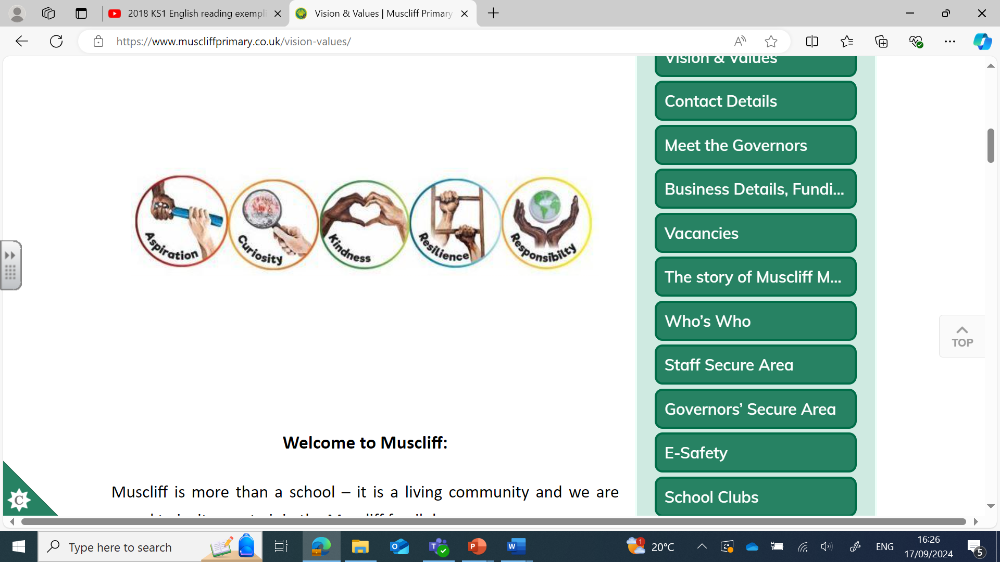 2018 KS1 English reading exempli
Vision & Values | Muscliff Primary
https://www.muscliffprimary.co.uk/vision-values/
Vision & Values
Contact Details
Meet the Governors
Business Details, Fundi...
Vacancies
The story of Muscliff M...
Who's Who
Staff Secure Area
Governors' Secure Area
E-Safety
School Clubs
Aspiration
Curiosity
Kindness
Resilience
Responsibilty
TOP
Welcome to Muscliff:
Muscliff is more than a school – it is a living community and we are
C
Type here to search
1
20°C
ENG
16:26
17/09/2024
5